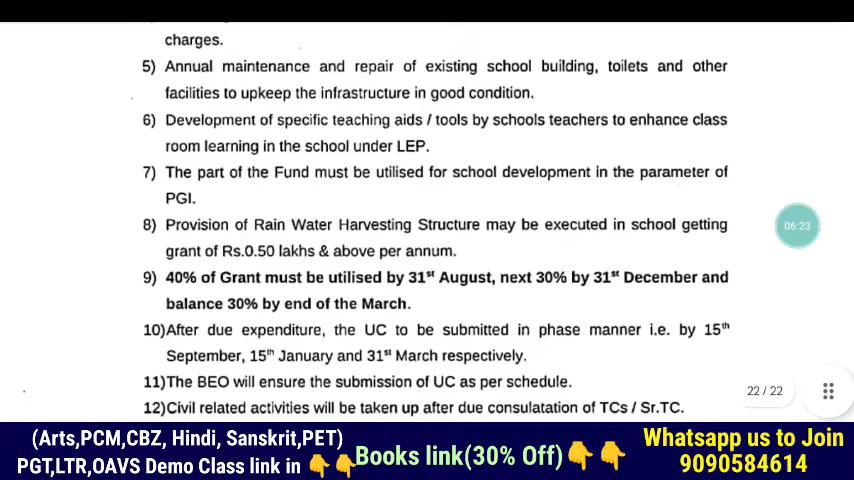 charges.
5) Annual maintenance and repair of existing school building, toilets and other
facilities to upkeep the infrastructure in good condition.
6) Development of specific teaching aids / tools by schools teachers to enhance class
room learning in the school under LEP.
7) The part of the Fund must be utilised for school development in the parameter of
PGI.
8) Provision of Rain Water Harvesting Structure may be executed in school getting
grant of Rs.0.50 lakhs & above per annum.
06:23
9) 40% of Grant must be utilised by 31st August, next 30% by 31st December and
balance 30% by end of the March.
10)After due expenditure, the UC to be submitted in phase manner i.e. by 15th
September, 15th January and 31st March respectively.
11)The BEO will ensure the submission of UC as per schedule.
22 / 22
12)Civil related activities will be taken up after due consulatation of TCs / Sr.TC.
(Arts,PCM,CBZ, Hindi, Sanskrit,PET)
PGT,LTR,OAVS Demo Class link in
Books link(30% Off)
Whatsapp us to Join
9090584614